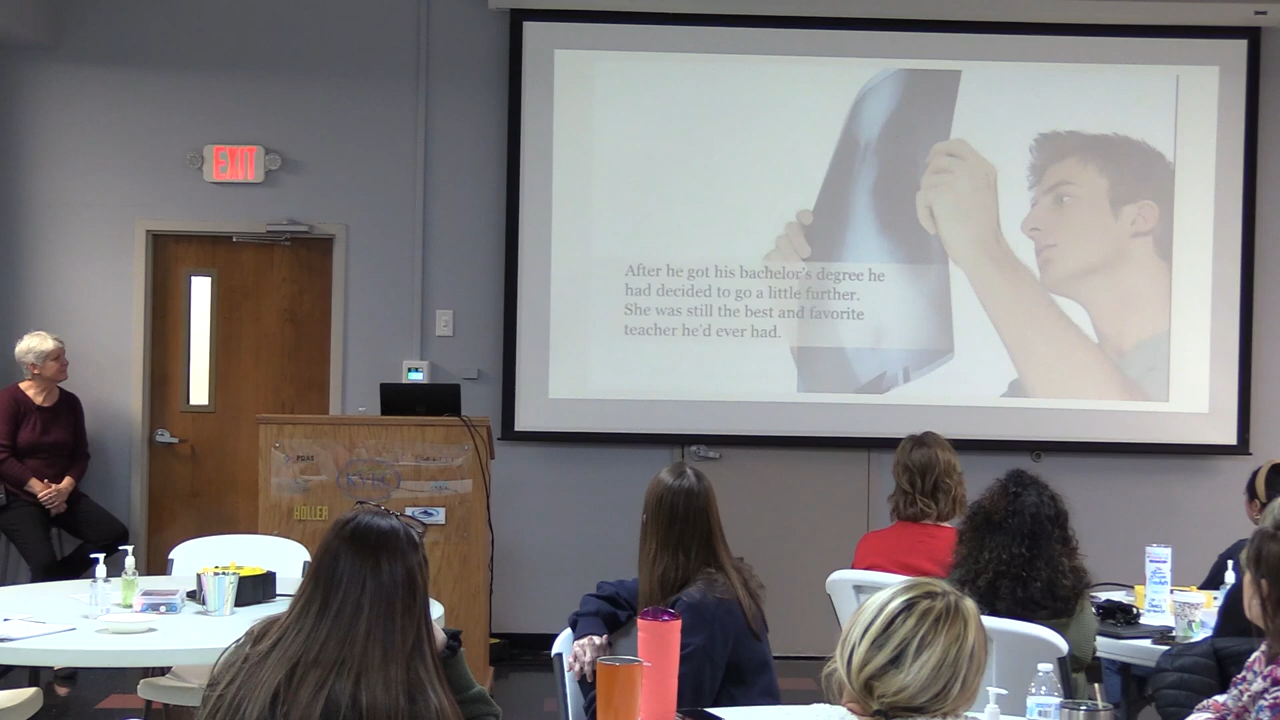 EXIT
After he got his bachelor's degree he
had decided to go a little further.
She was still the best and favorite
teacher he'd ever had.
KVEC
HOLLER